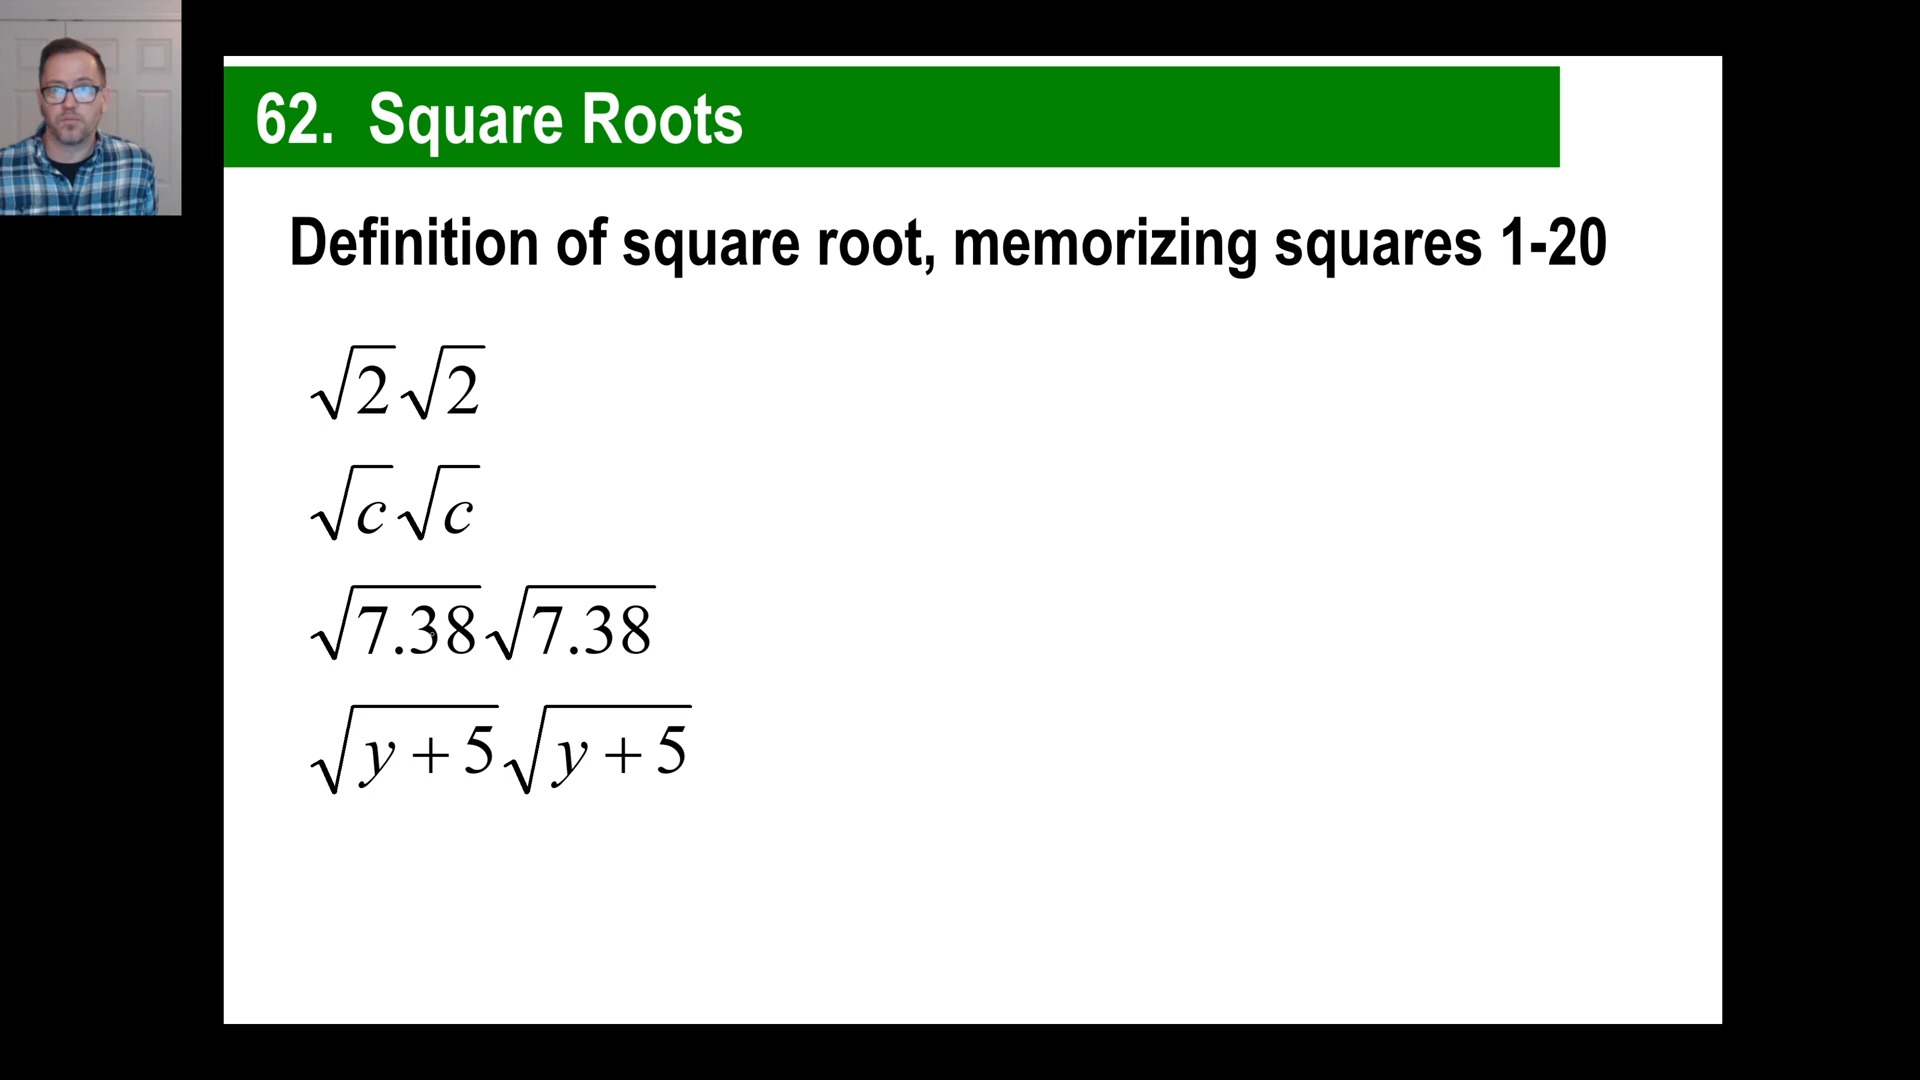 62. Square Roots
Definition of square root, memorizing squares 1-20
√2√2
√c√c
√7.38√7.38
√y+5√y+5